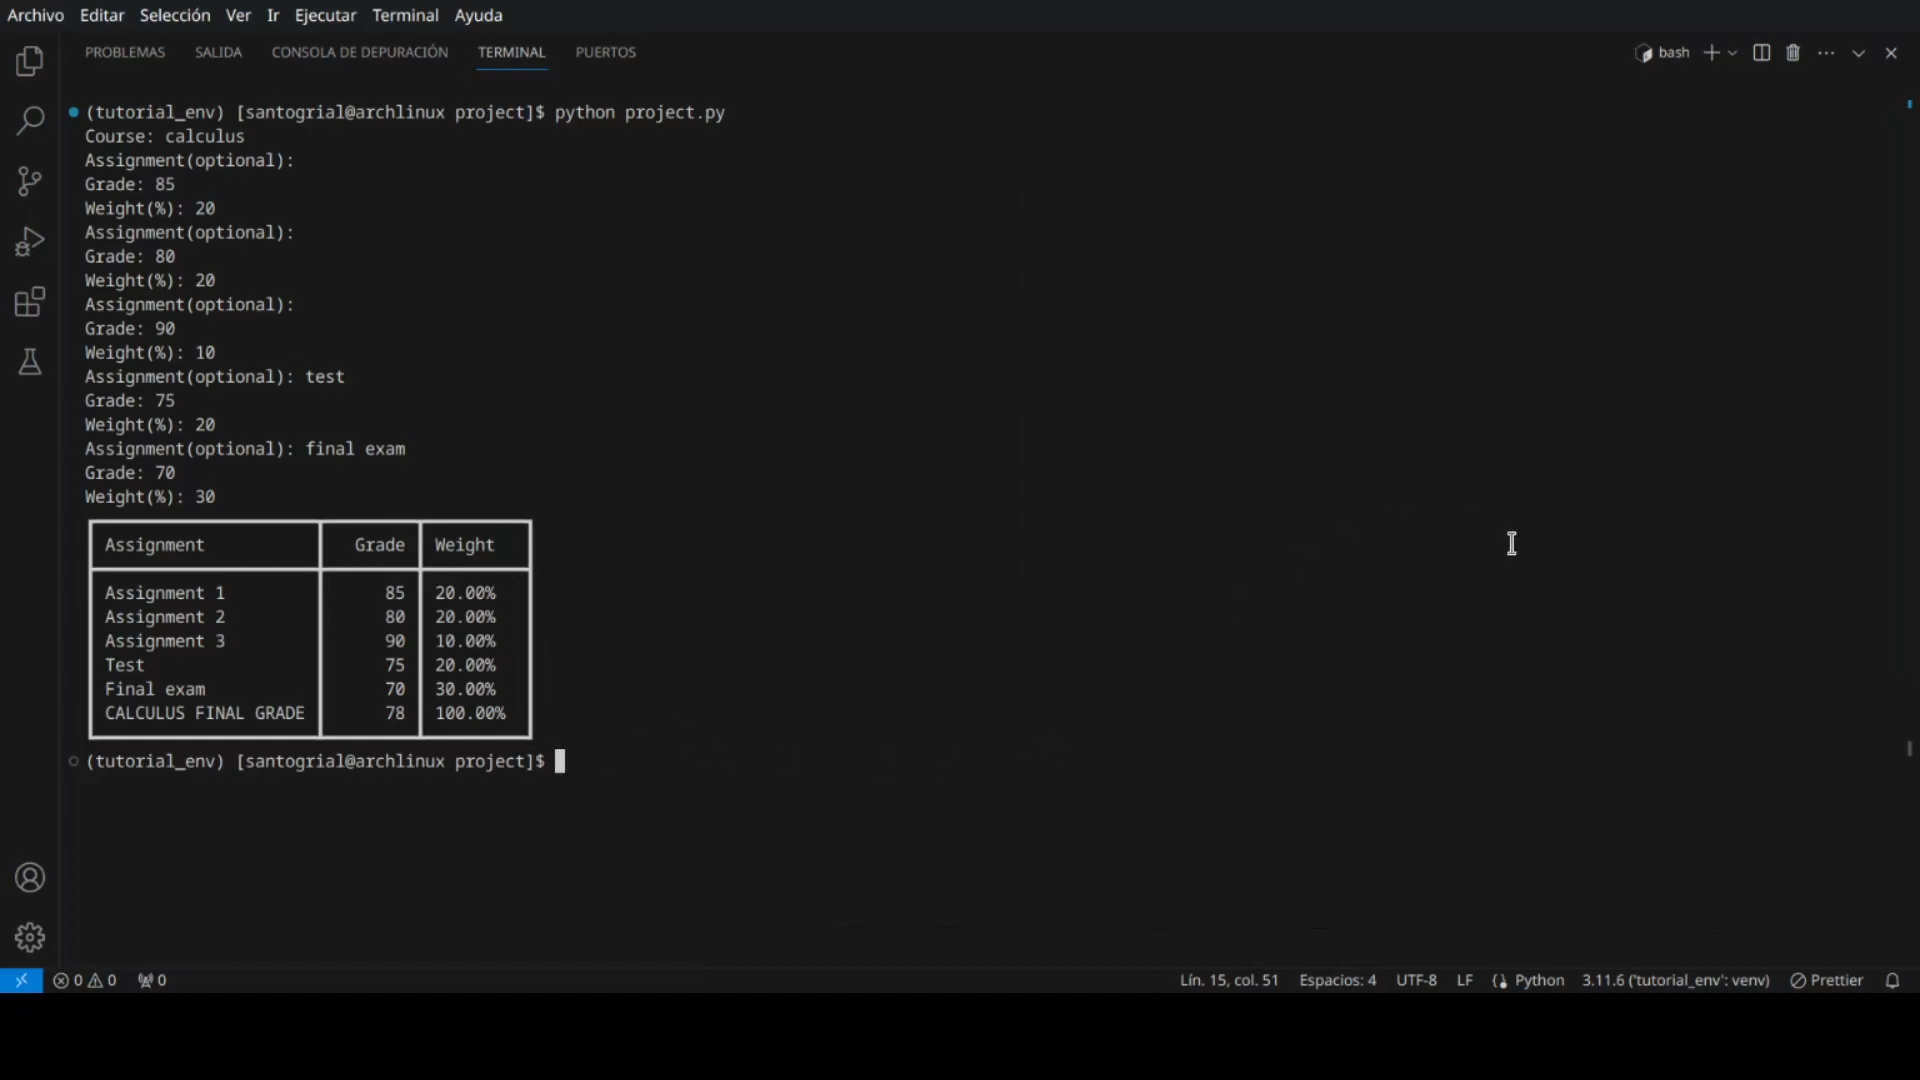 Archivo Editar Selección Ver Ir Ejecutar Terminal Ayuda
PROBLEMAS SALIDA CONSOLA DE DEPURACIÓN TERMINAL PUERTOS bash
(tutorial_env) [santogrial@archlinux project]$ python project.py
Course: calculus
Assignment(optional):
Grade: 85
Weight(%): 20
Assignment(optional):
Grade: 80
Weight(%): 20
Assignment(optional):
Grade: 90
Weight(%): 10
Assignment(optional): test
Grade: 75
Weight(%): 20
Assignment(optional): final exam
Grade: 70
Weight(%): 30
Assignment Grade Weight
Assignment 1 85 20.00%
Assignment 2 80 20.00%
Assignment 3 90 10.00%
Test 75 20.00%
Final exam 70 30.00%
CALCULUS FINAL GRADE 78 100.00%
(tutorial_env) [santogrial@archlinux project]$
0 0 0 Lín. 15, col. 51 Espacios: 4 UTF-8 LF Python 3.11.6 ('tutorial_env': venv) Prettier